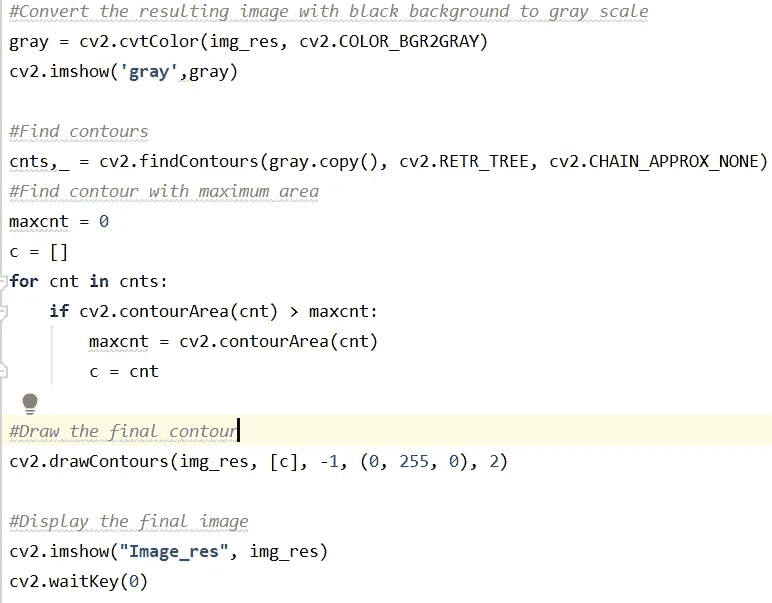 #Convert the resulting image with black background to gray scale
gray = cv2.cvtColor(img_res, cv2.COLOR_BGR2GRAY)
cv2.imshow('gray',gray)
#Find contours
cnts,_ = cv2.findContours(gray.copy(), cv2.RETR_TREE, cv2.CHAIN_APPROX_NONE)
#Find contour with maximum area
maxcnt = 0
c = []
for cnt in cnts:
    if cv2.contourArea(cnt) > maxcnt:
        maxcnt = cv2.contourArea(cnt)
        c = cnt
#Draw the final contour
cv2.drawContours(img_res, [c], -1, (0, 255, 0), 2)
#Display the final image
cv2.imshow("Image_res", img_res)
cv2.waitKey(0)